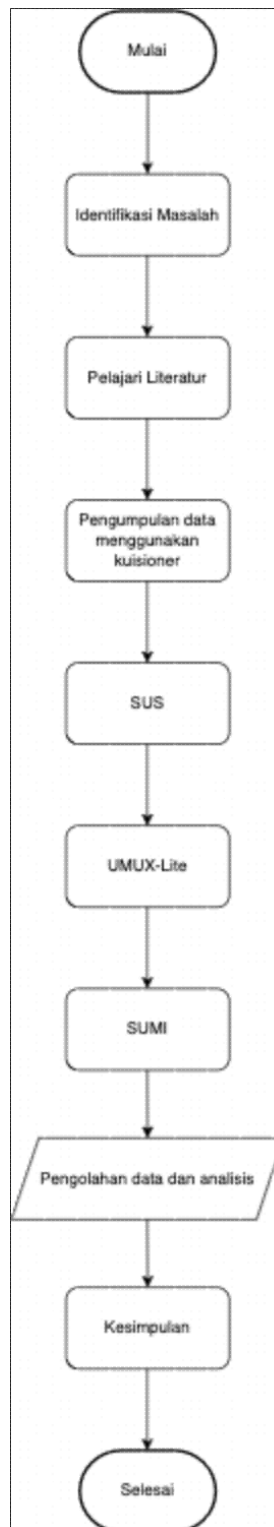 Mulai
Identifikasi Masalah
Pelajari Literatur
Pengumpulan data
menggunakan
kuisioner
SUS
UMUX-Lite
SUMI
Pengolahan data dan analisis
Kesimpulan
Selesai